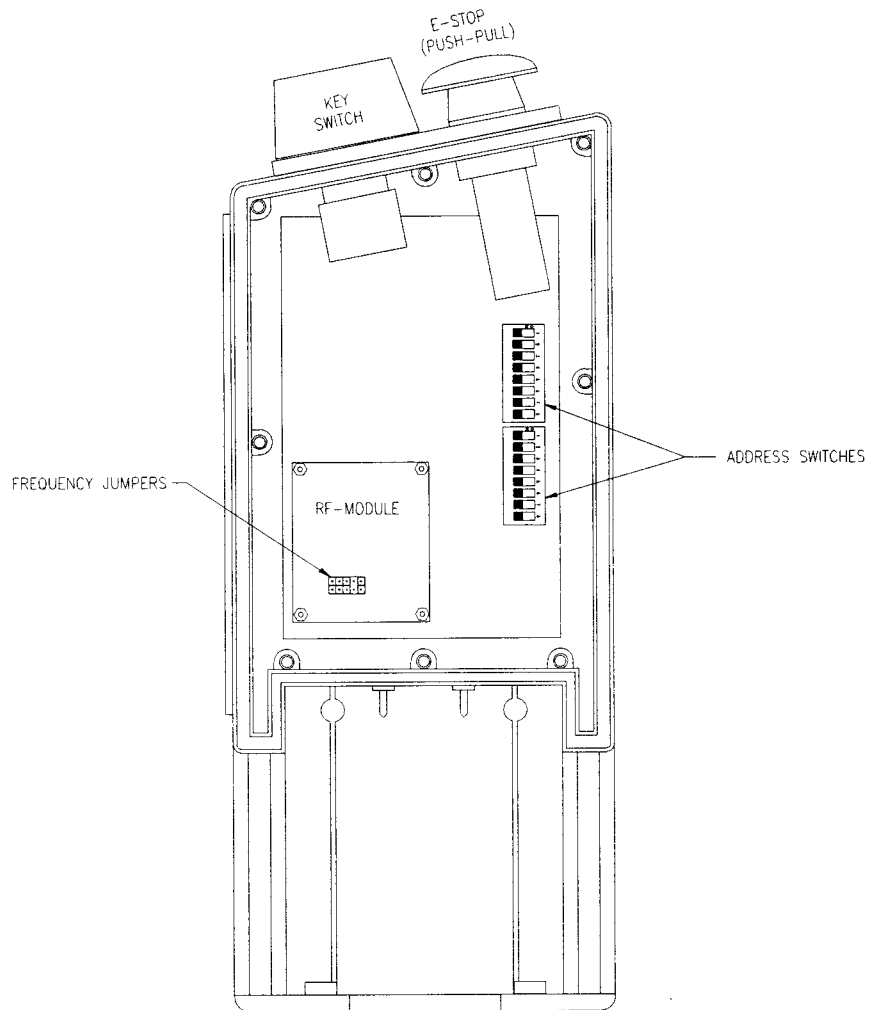 E-STOP
(PUSH-PULL)
KEY
SWITCH
ADDRESS SWITCHES
FREQUENCY JUMPERS
RF-MODULE